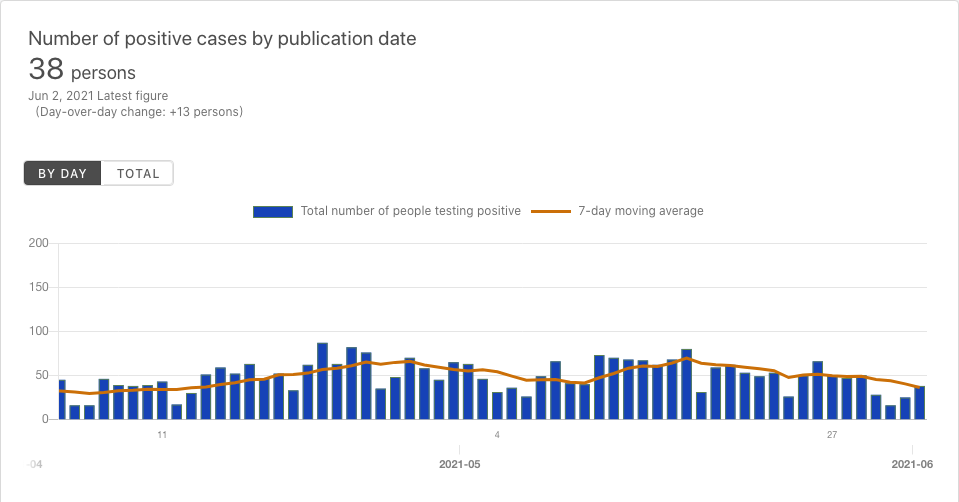 Number of positive cases by publication date
38 persons
Jun 2, 2021 Latest figure
(Day-over-day change: +13 persons)
BY DAY TOTAL
Total number of people testing positive 7-day moving average
200
150
100
50
0
11 4 27
-04 2021-05 2021-06